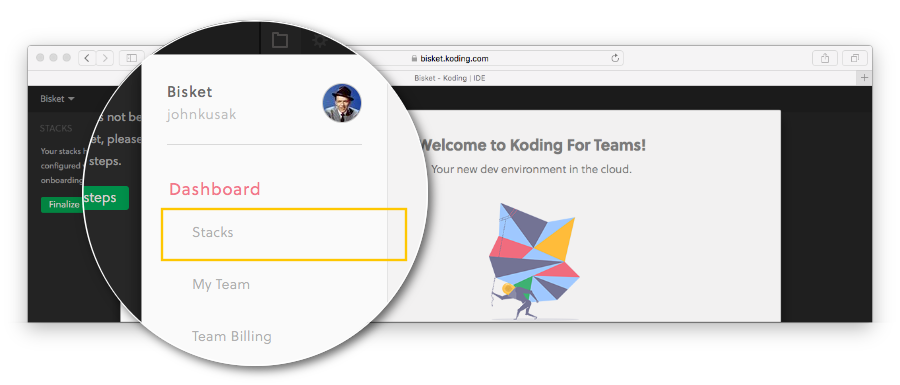 bisket.koding.com
Bisket - Koding | IDE
Bisket
STACKS
Your stacks h
configured
onboarding
Finalize
s not be
et, please
steps.
steps
Bisket
johnkusak
Dashboard
Stacks
My Team
Team Billing
Welcome to Koding For Teams!
Your new dev environment in the cloud.